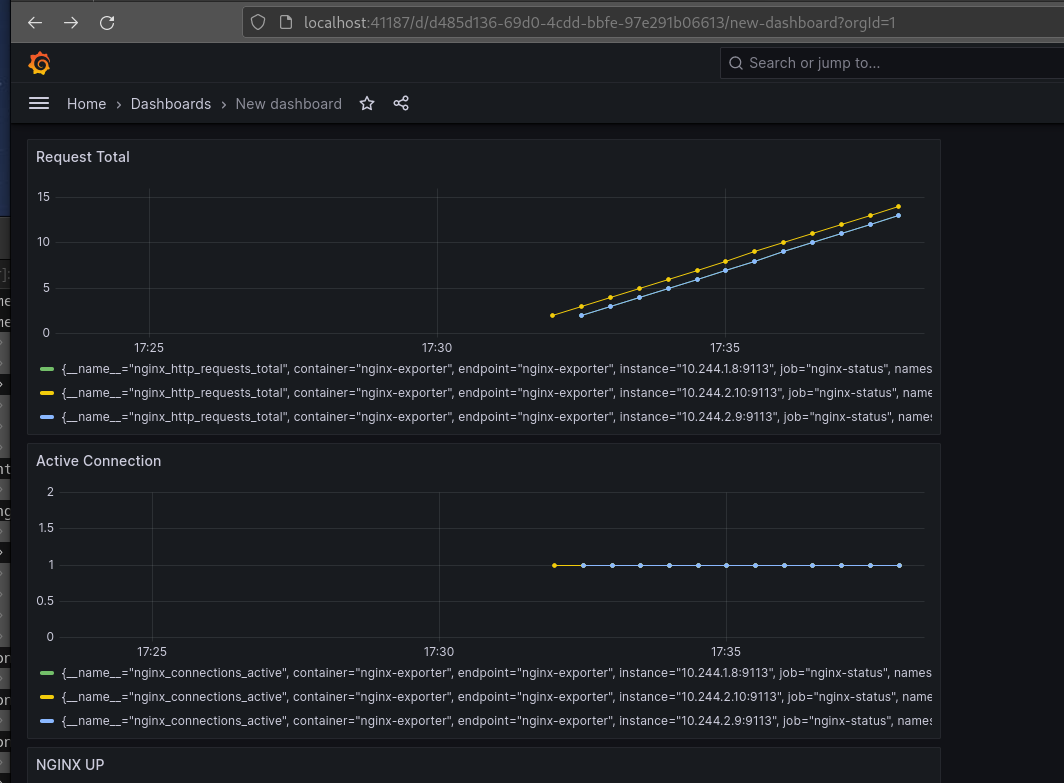 localhost:41187/d/d485d136-69d0-4cdd-bbfe-97e291b06613/new-dashboard?orgId=1
Search or jump to...
Home › Dashboards › New dashboard
Request Total
15
10
5
0
17:25 17:30 17:35
{__name__="nginx_http_requests_total", container="nginx-exporter", endpoint="nginx-exporter", instance="10.244.1.8:9113", job="nginx-status", names
{__name__="nginx_http_requests_total", container="nginx-exporter", endpoint="nginx-exporter", instance="10.244.2.10:9113", job="nginx-status", name
{__name__="nginx_http_requests_total", container="nginx-exporter", endpoint="nginx-exporter", instance="10.244.2.9:9113", job="nginx-status", names
Active Connection
2
1.5
1
0.5
0
17:25 17:30 17:35
{__name__="nginx_connections_active", container="nginx-exporter", endpoint="nginx-exporter", instance="10.244.1.8:9113", job="nginx-status", names
{__name__="nginx_connections_active", container="nginx-exporter", endpoint="nginx-exporter", instance="10.244.2.10:9113", job="nginx-status", name
{__name__="nginx_connections_active", container="nginx-exporter", endpoint="nginx-exporter", instance="10.244.2.9:9113", job="nginx-status", names
NGINX UP